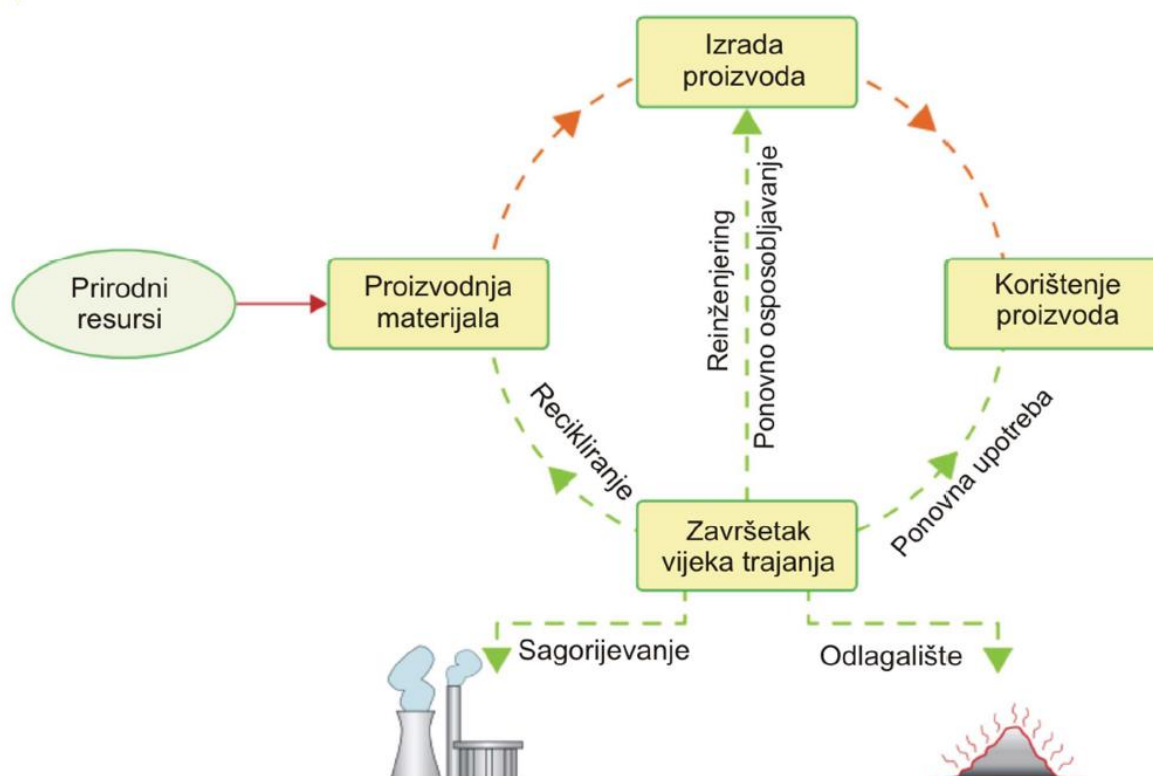 Izrada
proizvoda
Prirodni
resursi
Proizvodnja
materijala
Reinženjering
Ponovno osposobljavanje
Korištenje
proizvoda
Recikliranje
Ponovna upotreba
Završetak
vijeka trajanja
Sagorijevanje
Odlagalište